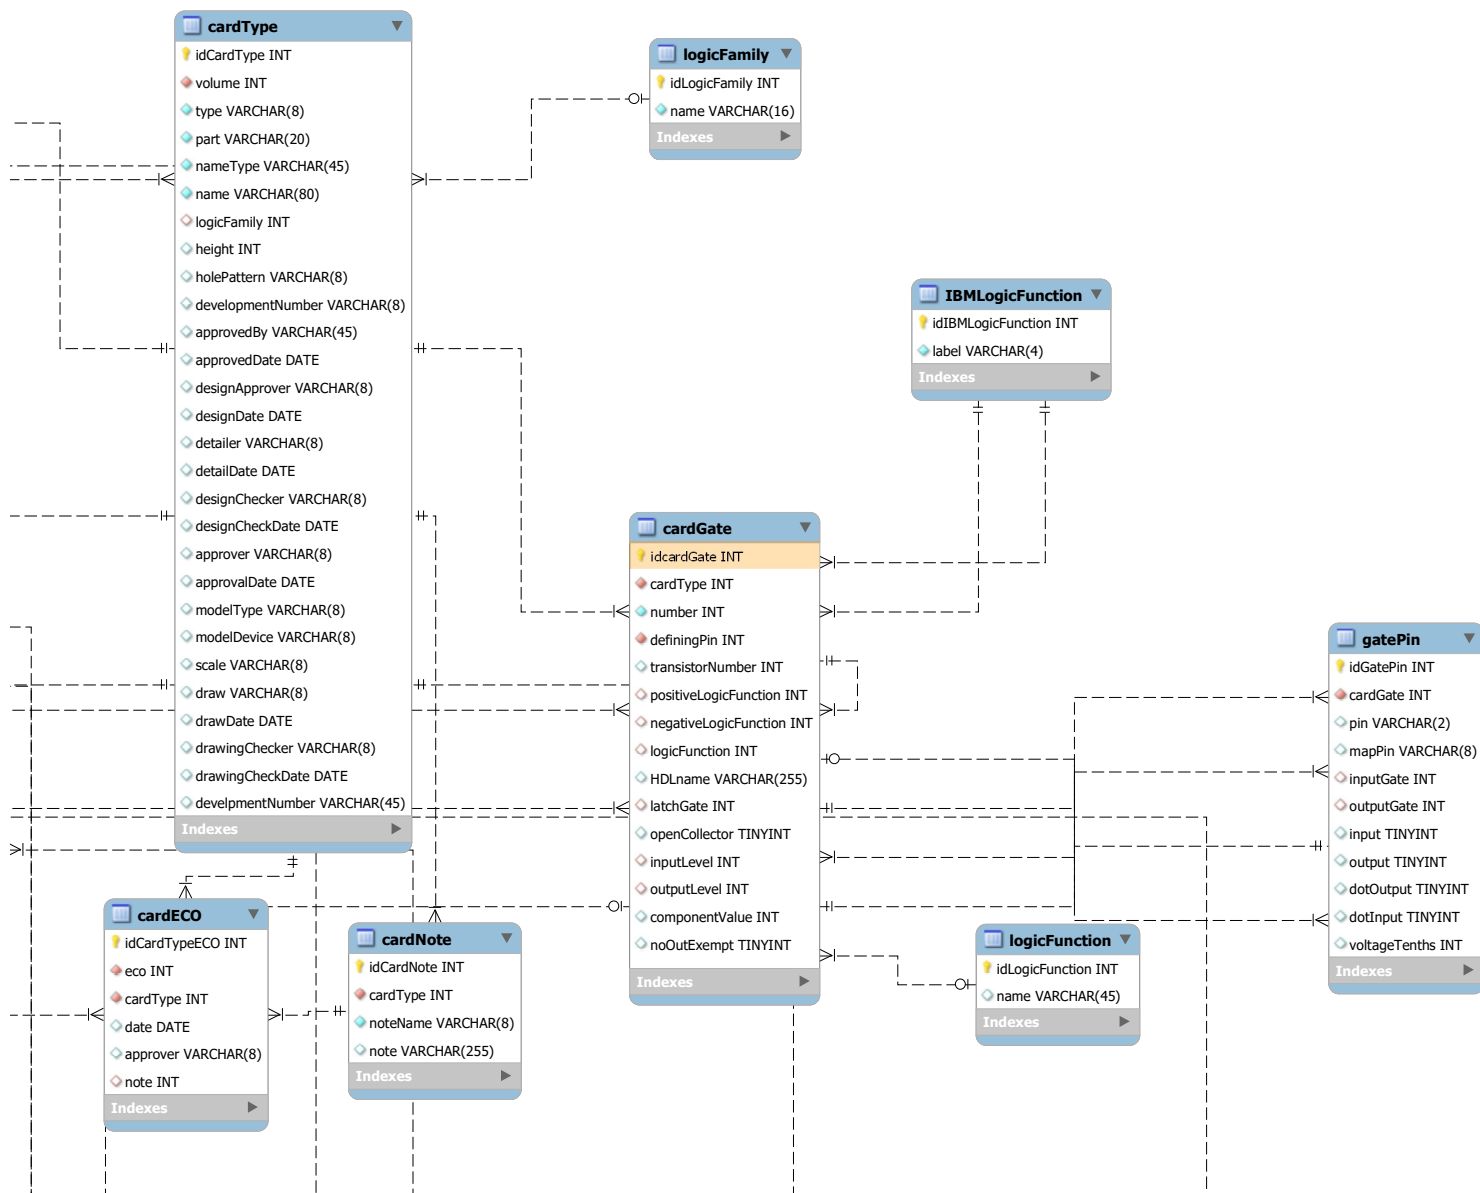 cardType
idCardType INT
volume INT
type VARCHAR(8)
part VARCHAR(20)
nameType VARCHAR(45)
name VARCHAR(80)
logicFamily INT
height INT
holePattern VARCHAR(8)
developmentNumber VARCHAR(8)
approvedBy VARCHAR(45)
approvedDate DATE
designApprover VARCHAR(8)
designDate DATE
detailer VARCHAR(8)
detailDate DATE
designChecker VARCHAR(8)
designCheckDate DATE
approver VARCHAR(8)
approvalDate DATE
modelType VARCHAR(8)
modelDevice VARCHAR(8)
scale VARCHAR(8)
draw VARCHAR(8)
drawDate DATE
drawingChecker VARCHAR(8)
drawingCheckDate DATE
develpmentNumber VARCHAR(45)
Indexes
logicFamily
idLogicFamily INT
name VARCHAR(16)
Indexes
IBMLogicFunction
idIBMLogicFunction INT
label VARCHAR(4)
Indexes
cardGate
idcardGate INT
cardType INT
number INT
definingPin INT
transistorNumber INT
positiveLogicFunction INT
negativeLogicFunction INT
logicFunction INT
HDLname VARCHAR(255)
latchGate INT
openCollector TINYINT
inputLevel INT
outputLevel INT
componentValue INT
noOutExempt TINYINT
Indexes
gatePin
idGatePin INT
cardGate INT
pin VARCHAR(2)
mapPin VARCHAR(8)
inputGate INT
outputGate INT
input TINYINT
output TINYINT
dotOutput TINYINT
dotInput TINYINT
voltageTenths INT
Indexes
cardECO
idCardTypeECO INT
eco INT
cardType INT
date DATE
approver VARCHAR(8)
note INT
Indexes
cardNote
idCardNote INT
cardType INT
noteName VARCHAR(8)
note VARCHAR(255)
Indexes
logicFunction
idLogicFunction INT
name VARCHAR(45)
Indexes